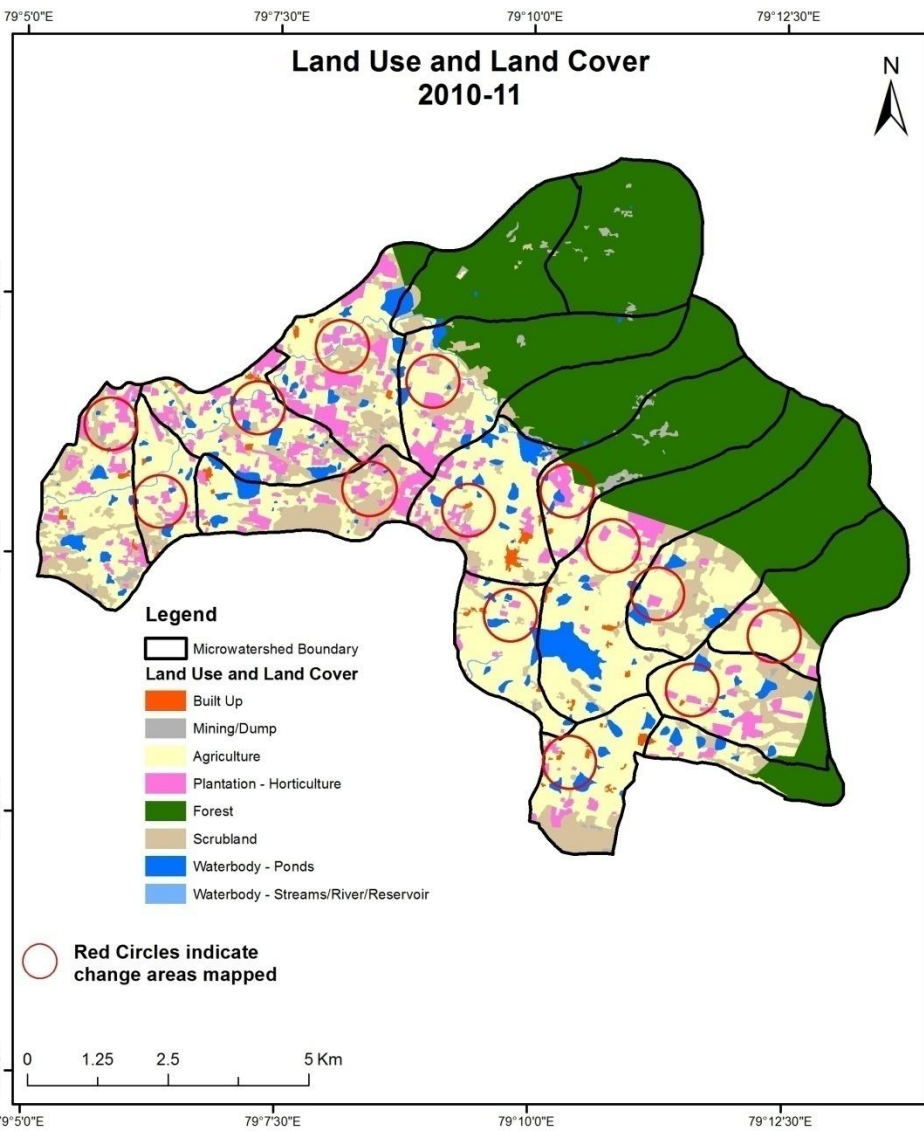 79°5'0"E 79°7'30"E 79°10'0"E 79°12'30"E
Land Use and Land Cover
2010-11
N
Legend
Microwatershed Boundary
Land Use and Land Cover
Built Up
Mining/Dump
Agriculture
Plantation - Horticulture
Forest
Scrubland
Waterbody - Ponds
Waterbody - Streams/River/Reservoir
Red Circles indicate
change areas mapped
0 1.25 2.5 5 Km
79°5'0"E 79°7'30"E 79°10'0"E 79°12'30"E